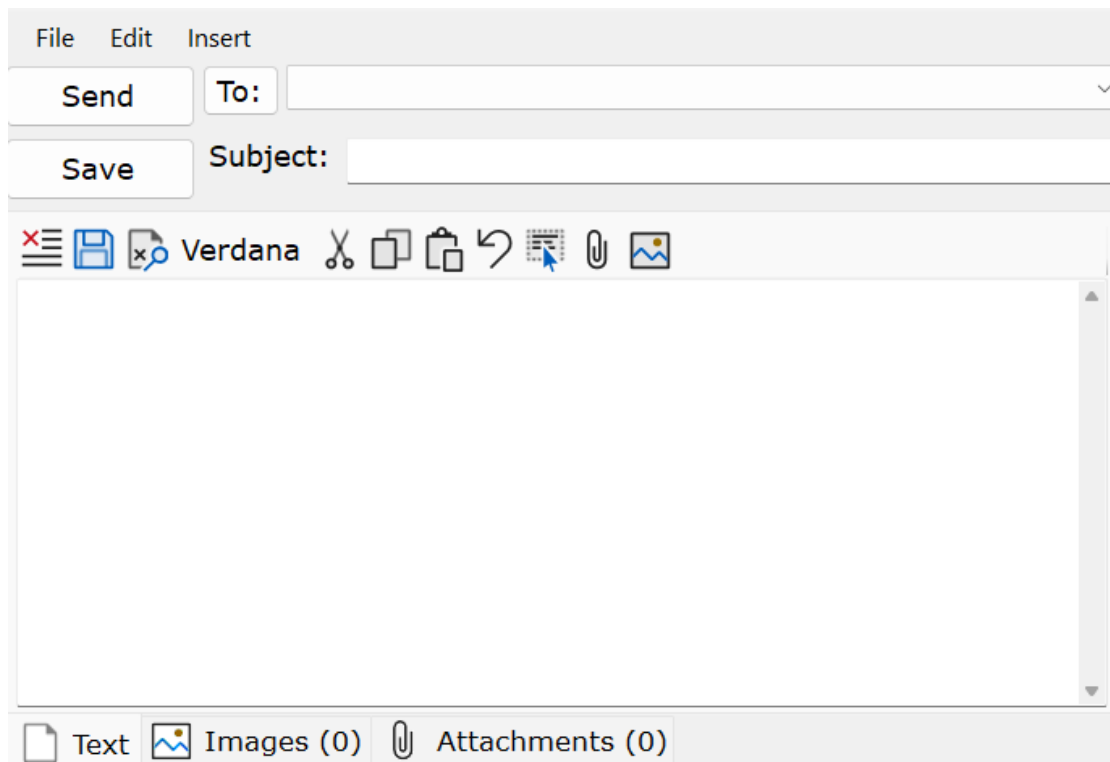 File Edit Insert
Send To:
Save Subject:
Verdana
Text Images (0) Attachments (0)